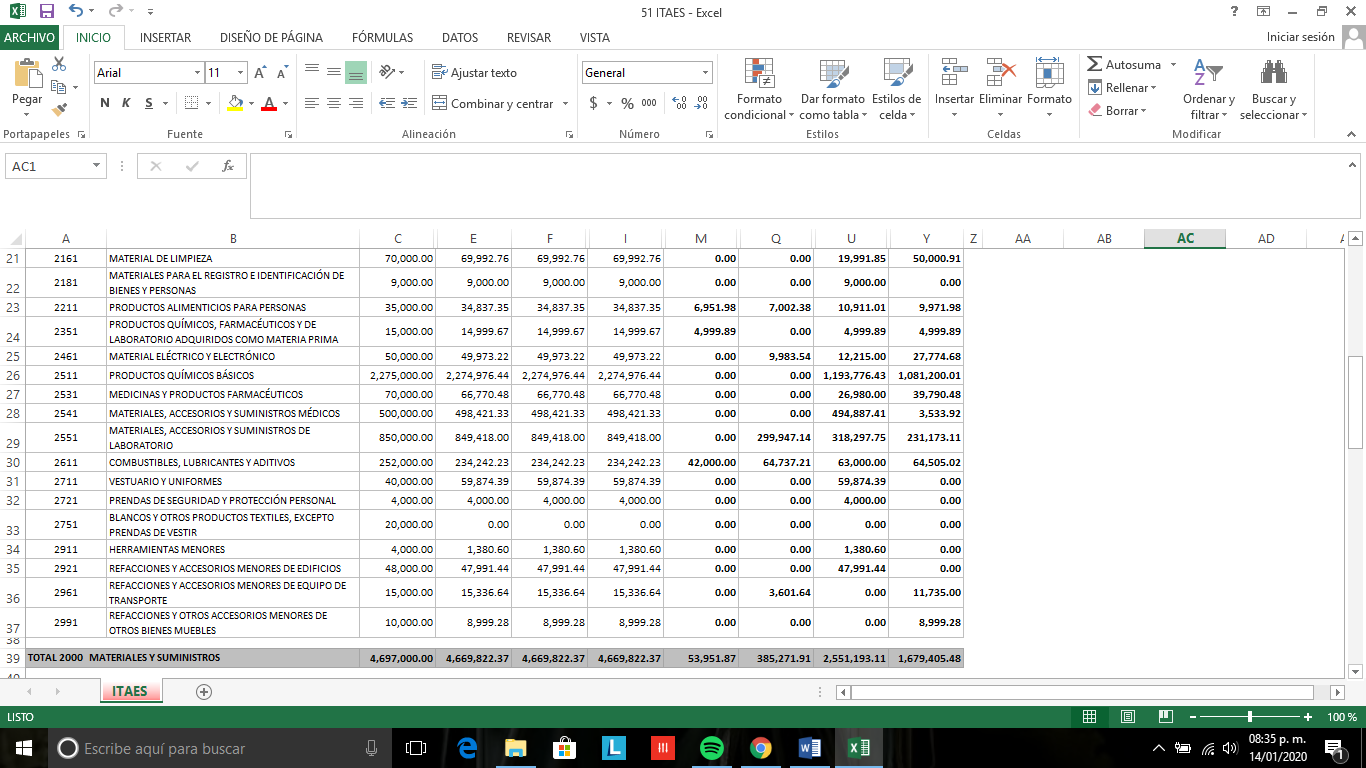 51 ITAES - Excel
ARCHIVO INICIO INSERTAR DISEÑO DE PÁGINA FÓRMULAS DATOS REVISAR VISTA Iniciar sesión
Pegar
Portapapeles
Arial 11
N K S
Fuente
Ajustar texto
Combinar y centrar
Alineación
General
$ % 000
Número
Formato condicional
Dar formato como tabla
Estilos de celda
Estilos
Insertar Eliminar Formato
Celdas
Autosuma
Rellenar
Borrar
Ordenar y filtrar
Buscar y seleccionar
Modificar
AC1
fx
A B C E F I M Q U Y Z AA AB AC AD
21 2161 MATERIAL DE LIMPIEZA 70,000.00 69,992.76 69,992.76 69,992.76 0.00 0.00 19,991.85 50,000.91
22 2181 MATERIALES PARA EL REGISTRO E IDENTIFICACIÓN DE
BIENES Y PERSONAS 9,000.00 9,000.00 9,000.00 9,000.00 0.00 0.00 9,000.00 0.00
23 2211 PRODUCTOS ALIMENTICIOS PARA PERSONAS 35,000.00 34,837.35 34,837.35 34,837.35 6,951.98 7,002.38 10,911.01 9,971.98
24 2351 PRODUCTOS QUÍMICOS, FARMACÉUTICOS Y DE
LABORATORIO ADQUIRIDOS COMO MATERIA PRIMA 15,000.00 14,999.67 14,999.67 14,999.67 4,999.89 0.00 4,999.89 4,999.89
25 2461 MATERIAL ELÉCTRICO Y ELECTRÓNICO 50,000.00 49,973.22 49,973.22 49,973.22 0.00 9,983.54 12,215.00 27,774.68
26 2511 PRODUCTOS QUÍMICOS BÁSICOS 2,275,000.00 2,274,976.44 2,274,976.44 2,274,976.44 0.00 0.00 1,193,776.43 1,081,200.01
27 2531 MEDICINAS Y PRODUCTOS FARMACÉUTICOS 70,000.00 66,770.48 66,770.48 66,770.48 0.00 0.00 26,980.00 39,790.48
28 2541 MATERIALES, ACCESORIOS Y SUMINISTROS MÉDICOS 500,000.00 498,421.33 498,421.33 498,421.33 0.00 0.00 494,887.41 3,533.92
29 2551 MATERIALES, ACCESORIOS Y SUMINISTROS DE
LABORATORIO 850,000.00 849,418.00 849,418.00 849,418.00 0.00 299,947.14 318,297.75 231,173.11
30 2611 COMBUSTIBLES, LUBRICANTES Y ADITIVOS 252,000.00 234,242.23 234,242.23 234,242.23 42,000.00 64,737.21 63,000.00 64,505.02
31 2711 VESTUARIO Y UNIFORMES 40,000.00 59,874.39 59,874.39 59,874.39 0.00 0.00 59,874.39 0.00
32 2721 PRENDAS DE SEGURIDAD Y PROTECCIÓN PERSONAL 4,000.00 4,000.00 4,000.00 4,000.00 0.00 0.00 4,000.00 0.00
33 2751 BLANCOS Y OTROS PRODUCTOS TEXTILES, EXCEPTO
PRENDAS DE VESTIR 20,000.00 0.00 0.00 0.00 0.00 0.00 0.00 0.00
34 2911 HERRAMIENTAS MENORES 4,000.00 1,380.60 1,380.60 1,380.60 0.00 0.00 1,380.60 0.00
35 2921 REFACCIONES Y ACCESORIOS MENORES DE EDIFICIOS 48,000.00 47,991.44 47,991.44 47,991.44 0.00 0.00 47,991.44 0.00
36 2961 REFACCIONES Y ACCESORIOS MENORES DE EQUIPO DE
TRANSPORTE 15,000.00 15,336.64 15,336.64 15,336.64 0.00 3,601.64 0.00 11,735.00
37 2991 REFACCIONES Y OTROS ACCESORIOS MENORES DE
OTROS BIENES MUEBLES 10,000.00 8,999.28 8,999.28 8,999.28 0.00 0.00 0.00 8,999.28
38
39 TOTAL 2000 MATERIALES Y SUMINISTROS 4,697,000.00 4,669,822.37 4,669,822.37 4,669,822.37 53,951.87 385,271.91 2,551,193.11 1,679,405.48
40
ITAES
LISTO 100 %
Escribe aquí para buscar
08:35 p. m.
14/01/2020
1